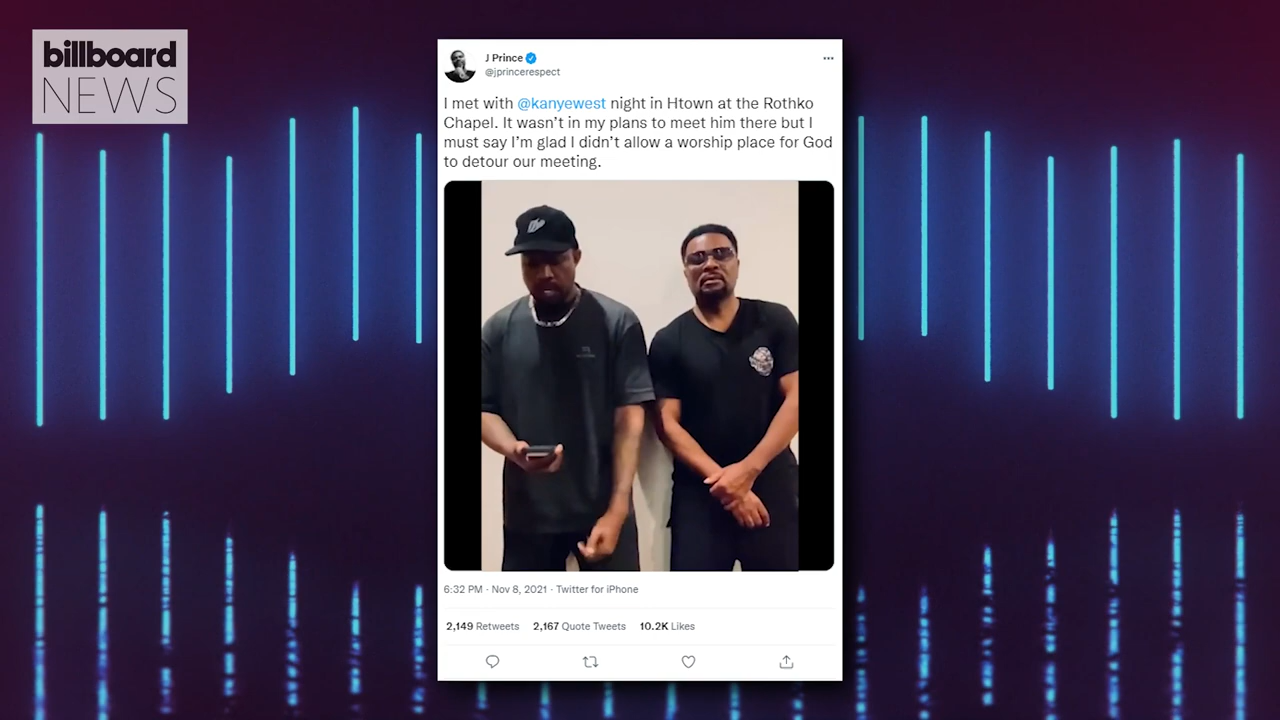 billboard
NEWS
J Prince
@jprincerespect
I met with @kanyewest night in Htown at the Rothko
Chapel. It wasn't in my plans to meet him there but I
must say I'm glad I didn't allow a worship place for God
to detour our meeting.
6:32 PM · Nov 8, 2021 · Twitter for iPhone
2,149 Retweets 2,167 Quote Tweets 10.2K Likes